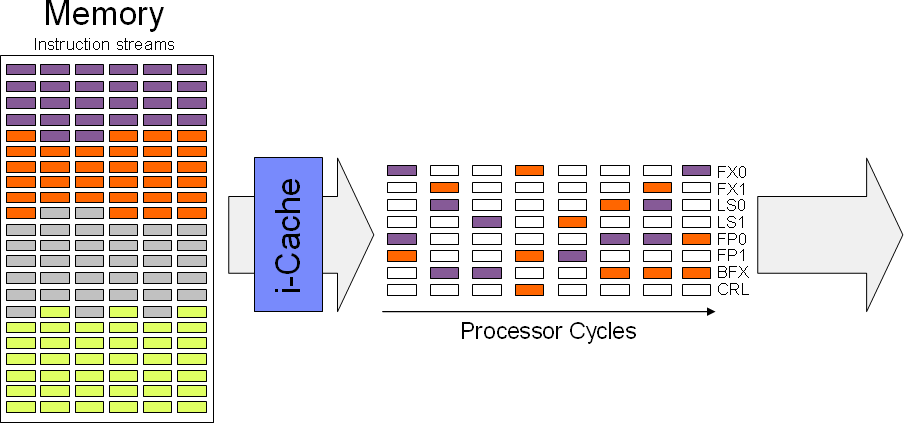 Memory
Instruction streams
i-Cache
FX0
FX1
LS0
LS1
FP0
FP1
BFX
CRL
Processor Cycles